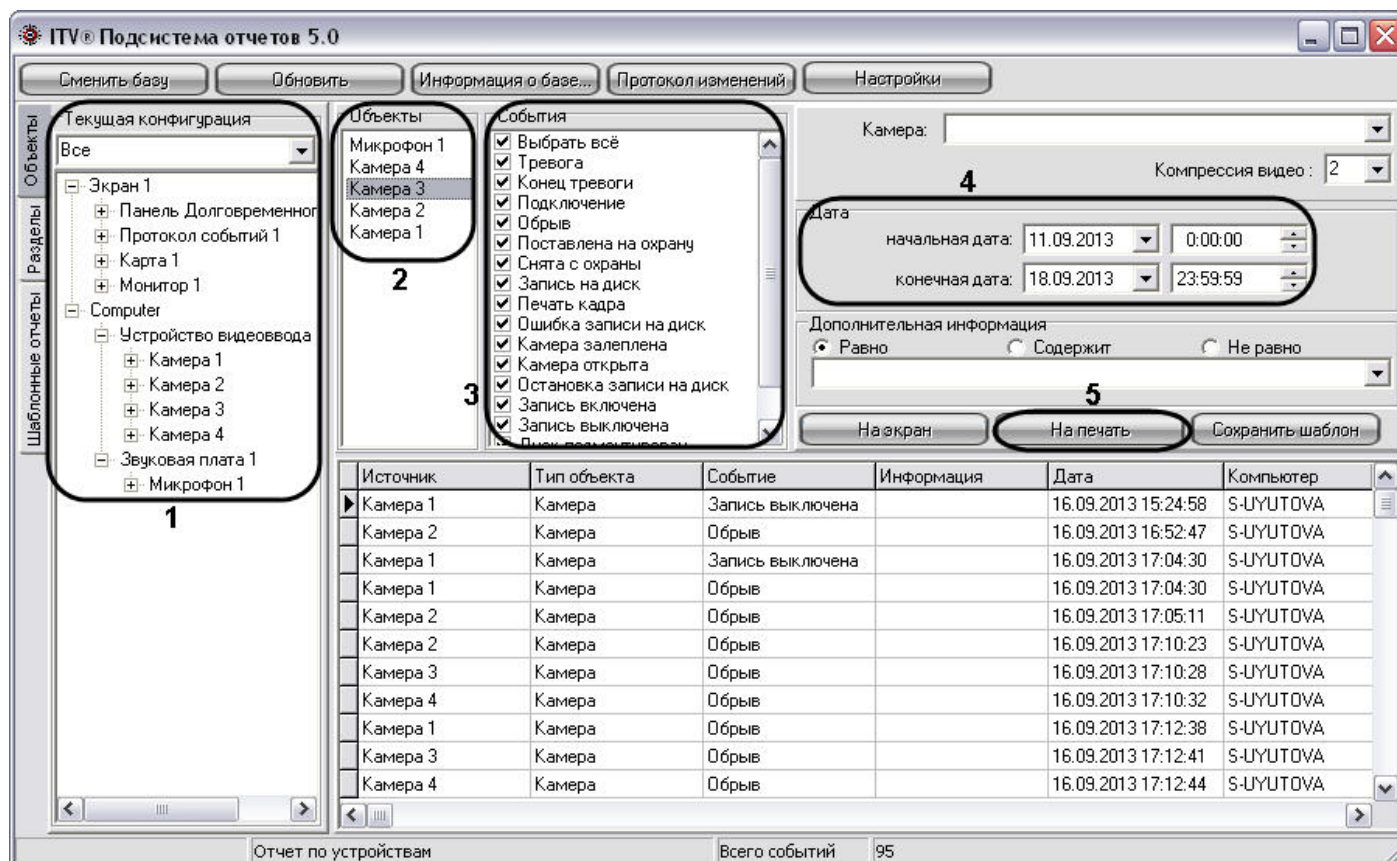 ITV® Подсистема отчетов 5.0
Сменить базу
Обновить
Информация о базе...
Протокол изменений
Настройки
Объекты
Разделы
Шаблонные отчеты
Текущая конфигурация
Все
Экран 1
Панель Долговременног
Протокол событий 1
Карта 1
Монитор 1
Computer
Устройство видеоввода
Камера 1
Камера 2
Камера 3
Камера 4
Звуковая плата 1
Микрофон 1
1
Объекты
Микрофон 1
Камера 4
Камера 3
Камера 2
Камера 1
2
События
Выбрать всё
Тревога
Конец тревоги
Подключение
Обрыв
Поставлена на охрану
Снята с охраны
Запись на диск
Печать кадра
Ошибка записи на диск
Камера залеплена
Камера открыта
Остановка записи на диск
Запись включена
Запись выключена
3
Камера:
Компрессия видео : 2
4
Дата
начальная дата: 11.09.2013 0:00:00
конечная дата: 18.09.2013 23:59:59
Дополнительная информация
Равно Содержит Не равно
5
На экран
На печать
Сохранить шаблон
Источник Тип объекта Событие Информация Дата Компьютер
Камера 1 Камера Запись выключена 16.09.2013 15:24:58 S-UYUTOVA
Камера 2 Камера Обрыв 16.09.2013 16:52:47 S-UYUTOVA
Камера 1 Камера Запись выключена 16.09.2013 17:04:30 S-UYUTOVA
Камера 1 Камера Обрыв 16.09.2013 17:04:30 S-UYUTOVA
Камера 2 Камера Обрыв 16.09.2013 17:05:11 S-UYUTOVA
Камера 2 Камера Обрыв 16.09.2013 17:10:23 S-UYUTOVA
Камера 3 Камера Обрыв 16.09.2013 17:10:28 S-UYUTOVA
Камера 4 Камера Обрыв 16.09.2013 17:10:32 S-UYUTOVA
Камера 1 Камера Обрыв 16.09.2013 17:12:38 S-UYUTOVA
Камера 3 Камера Обрыв 16.09.2013 17:12:41 S-UYUTOVA
Камера 4 Камера Обрыв 16.09.2013 17:12:44 S-UYUTOVA
Отчет по устройствам
Всего событий 95